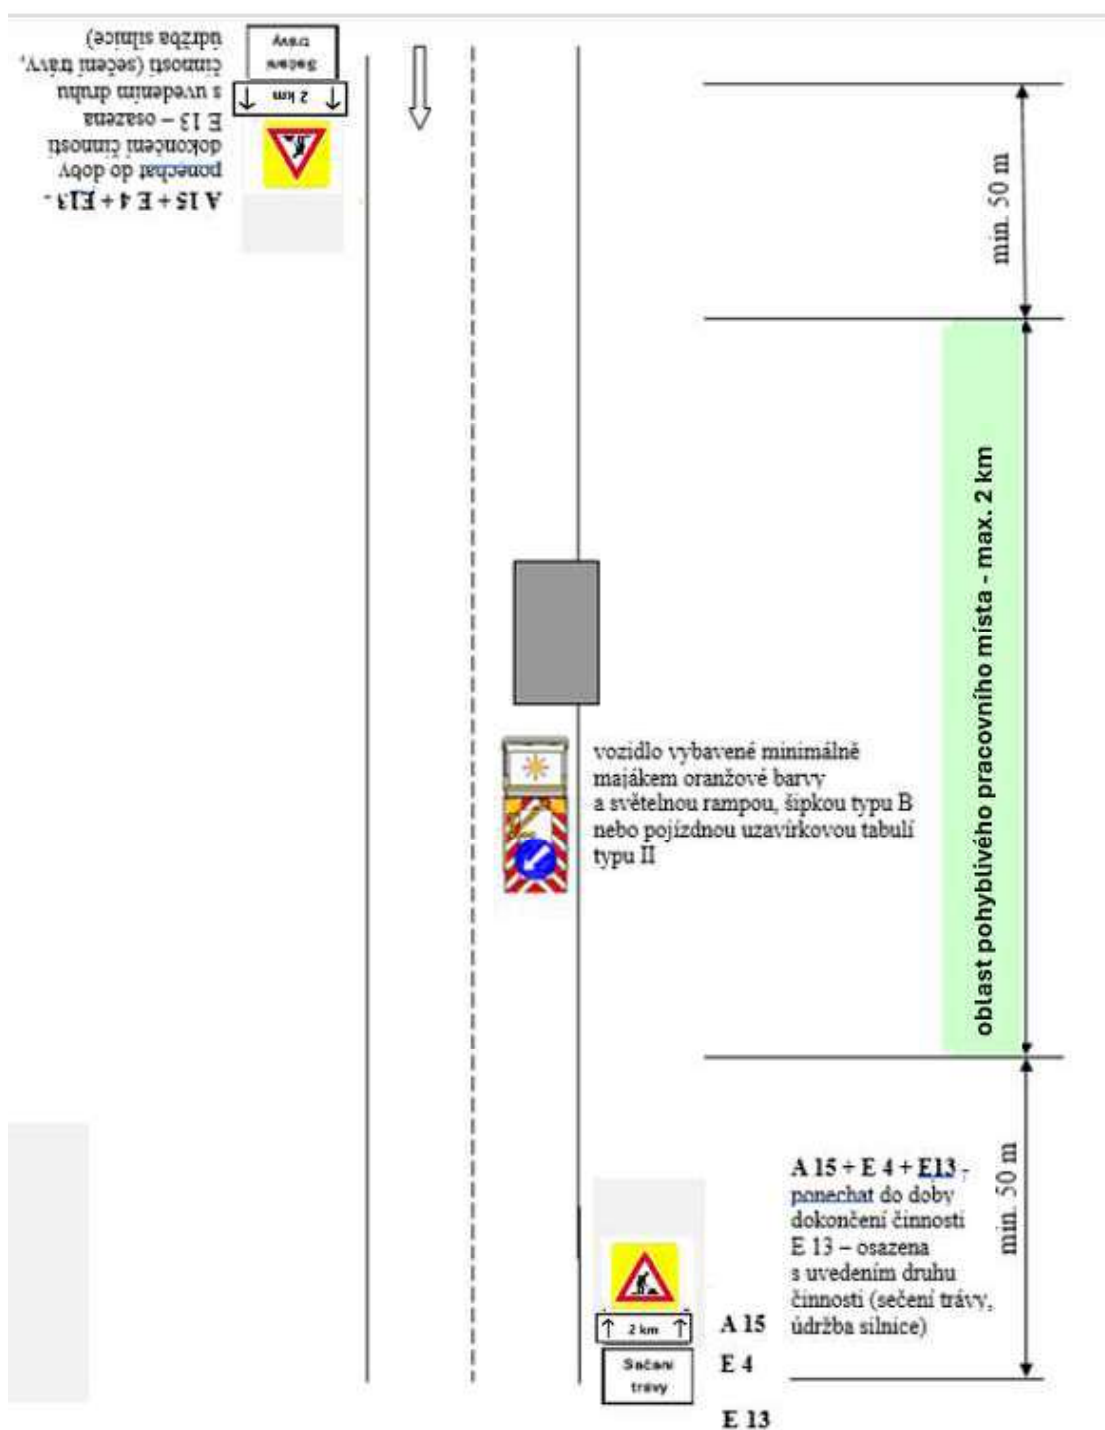 A 15 + E 4 + E13 -
ponechat do doby
dokončení činnosti
E 13 – osazena
s uvedením druhu
činnosti (sečení trávy,
údržba silnice)
2 km
Sečení
trávy
min. 50 m
oblast pohyblivého pracovního místa - max. 2 km
vozidlo vybavené minimálně
majákem oranžové barvy
a světelnou rampou, šipkou typu B
nebo pojízdnou uzavírkovou tabulí
typu II
min. 50 m
A 15 + E 4 + E13 -
ponechat do doby
dokončení činnosti
E 13 – osazena
s uvedením druhu
činnosti (sečení trávy,
údržba silnice)
2 km
Sečení
trávy
A 15
E 4
E 13